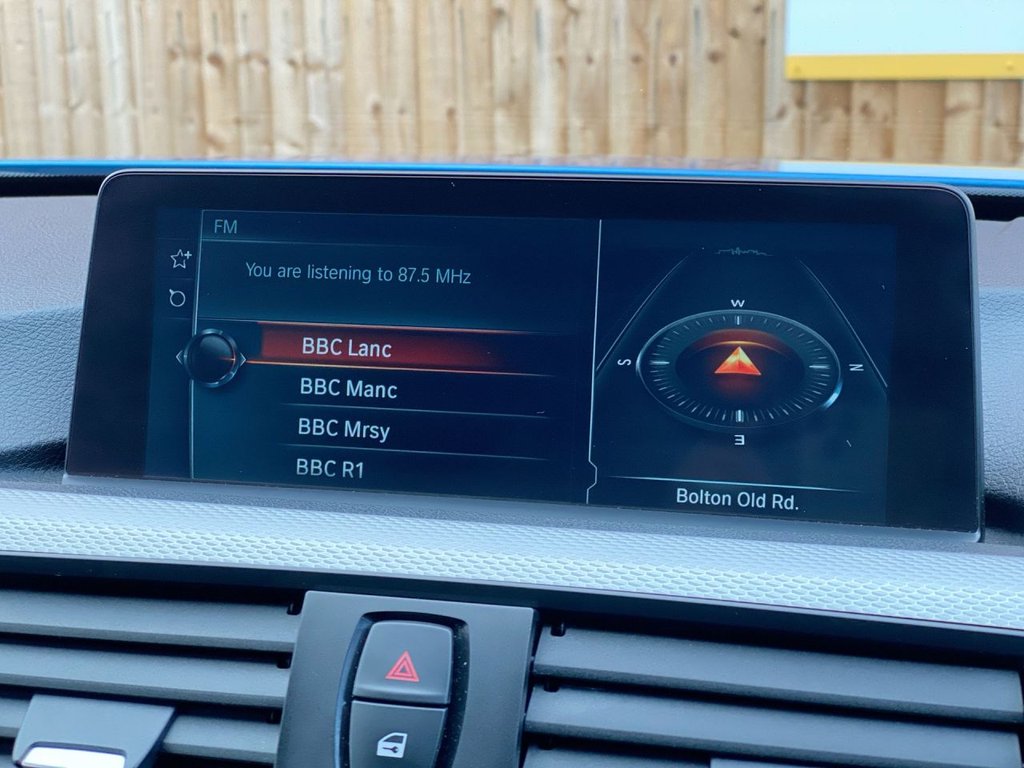 FM
You are listening to 87.5 MHz
BBC Lanc
BBC Manc
BBC Mrsy
BBC R1
W
S
N
E
Bolton Old Rd.